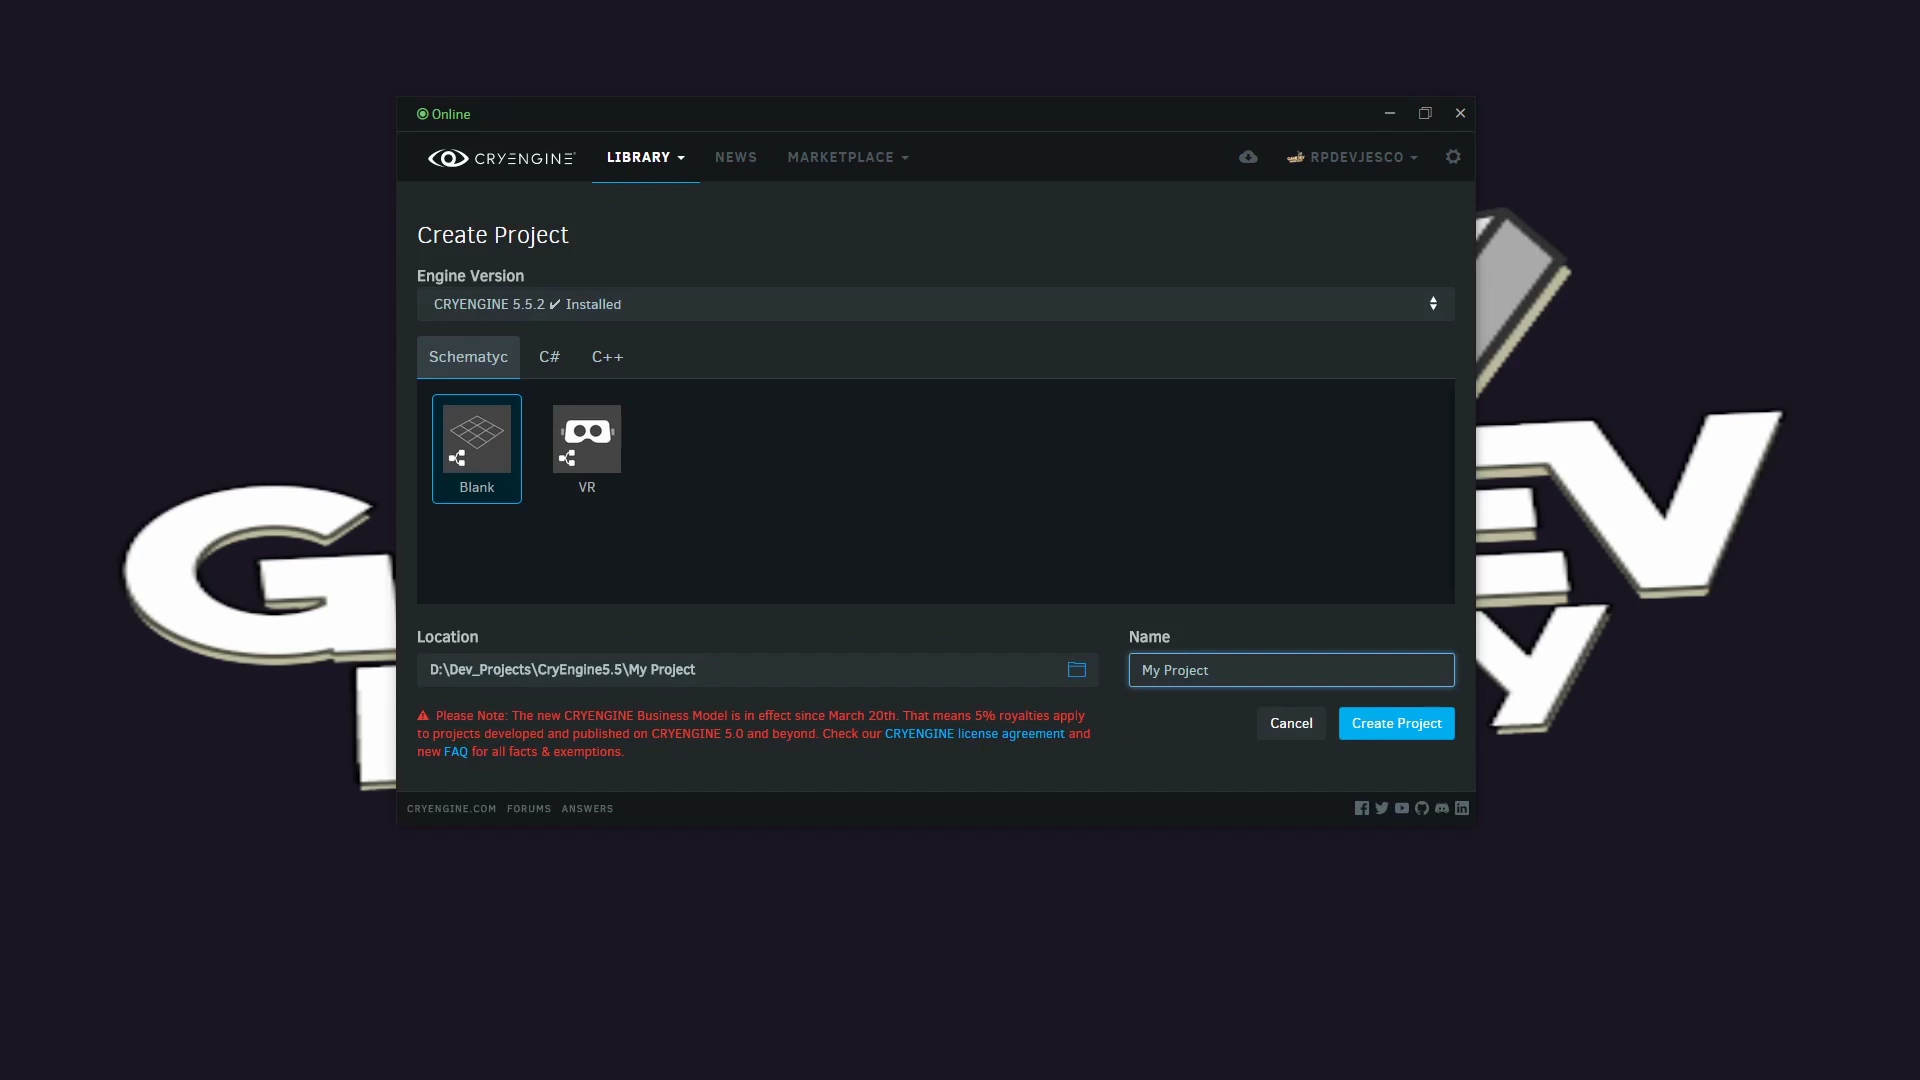 Online
CRYENGINE LIBRARY NEWS MARKETPLACE RPDEVJESCO
Create Project
Engine Version
CRYENGINE 5.5.2 ✔ Installed
Schematyc C# C++
Blank VR
Location Name
D:\Dev_Projects\CryEngine5.5\My Project My Project
Please Note: The new CRYENGINE Business Model is in effect since March 20th. That means 5% royalties apply
to projects developed and published on CRYENGINE 5.0 and beyond. Check our CRYENGINE license agreement and
new FAQ for all facts & exemptions.
Cancel Create Project
CRYENGINE.COM FORUMS ANSWERS